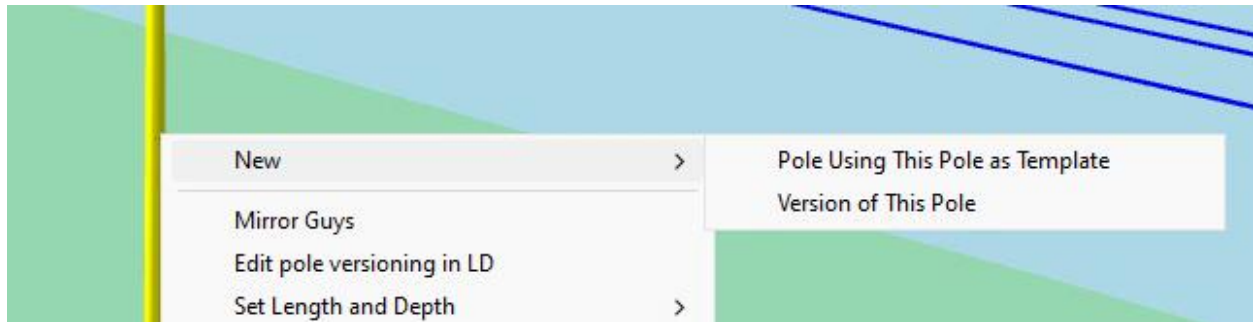 New >
Pole Using This Pole as Template
Version of This Pole
Mirror Guys
Edit pole versioning in LD
Set Length and Depth >